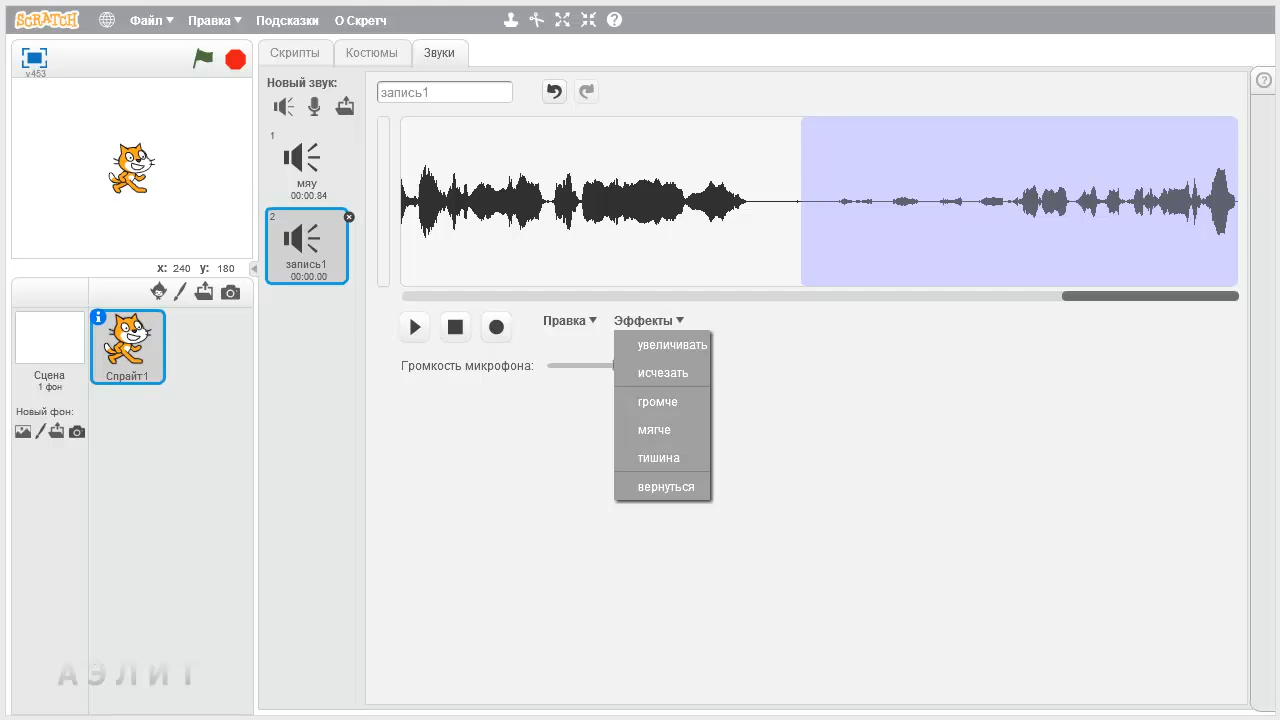 SCRATCH
Файл Правка Подсказки О Скретч
v453
Скрипты Костюмы Звуки
Новый звук:
1
мяу
00:00.84
2
запись1
00:00.00
запись1
x: 240 y: 180
Сцена
1 фон
Новый фон:
Спрайт1
Правка Эффекты
Громкость микрофона:
увеличивать
исчезать
громче
мягче
тишина
вернуться
АЭЛИТ